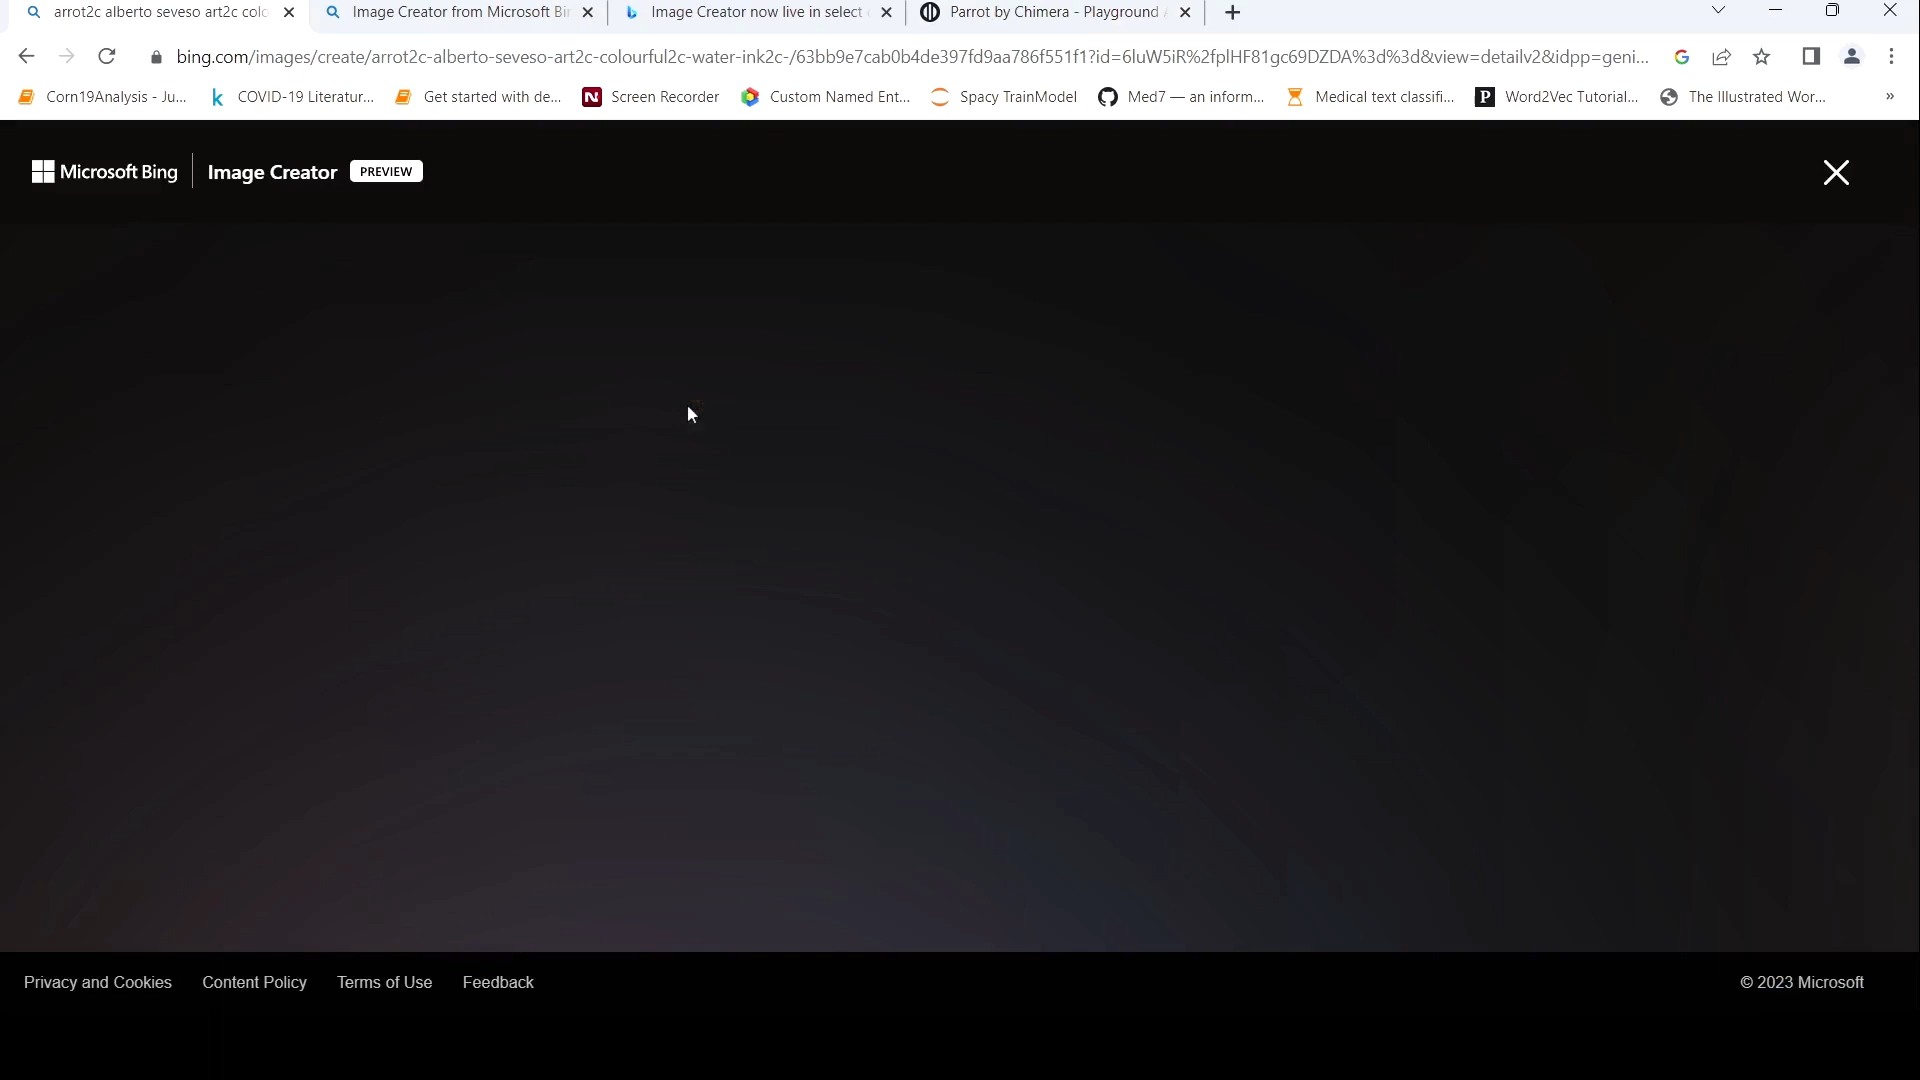 arrot2c alberto seveso art2c colo
Image Creator from Microsoft Bin
Image Creator now live in select c
Parrot by Chimera - Playground A
bing.com/images/create/arrot2c-alberto-seveso-art2c-colourful2c-water-ink2c-/63bb9e7cab0b4de397fd9aa786f551f1?id=6luW5iR%2fplHF81gc69DZDA%3d%3d&view=detailv2&idpp=geni...
Corn19Analysis - Ju...
COVID-19 Literatur...
Get started with de...
Screen Recorder
Custom Named Ent...
Spacy TrainModel
Med7 — an inform...
Medical text classifi...
Word2Vec Tutorial...
The Illustrated Wor...
»
Microsoft Bing
Image Creator
PREVIEW
Privacy and Cookies
Content Policy
Terms of Use
Feedback
© 2023 Microsoft